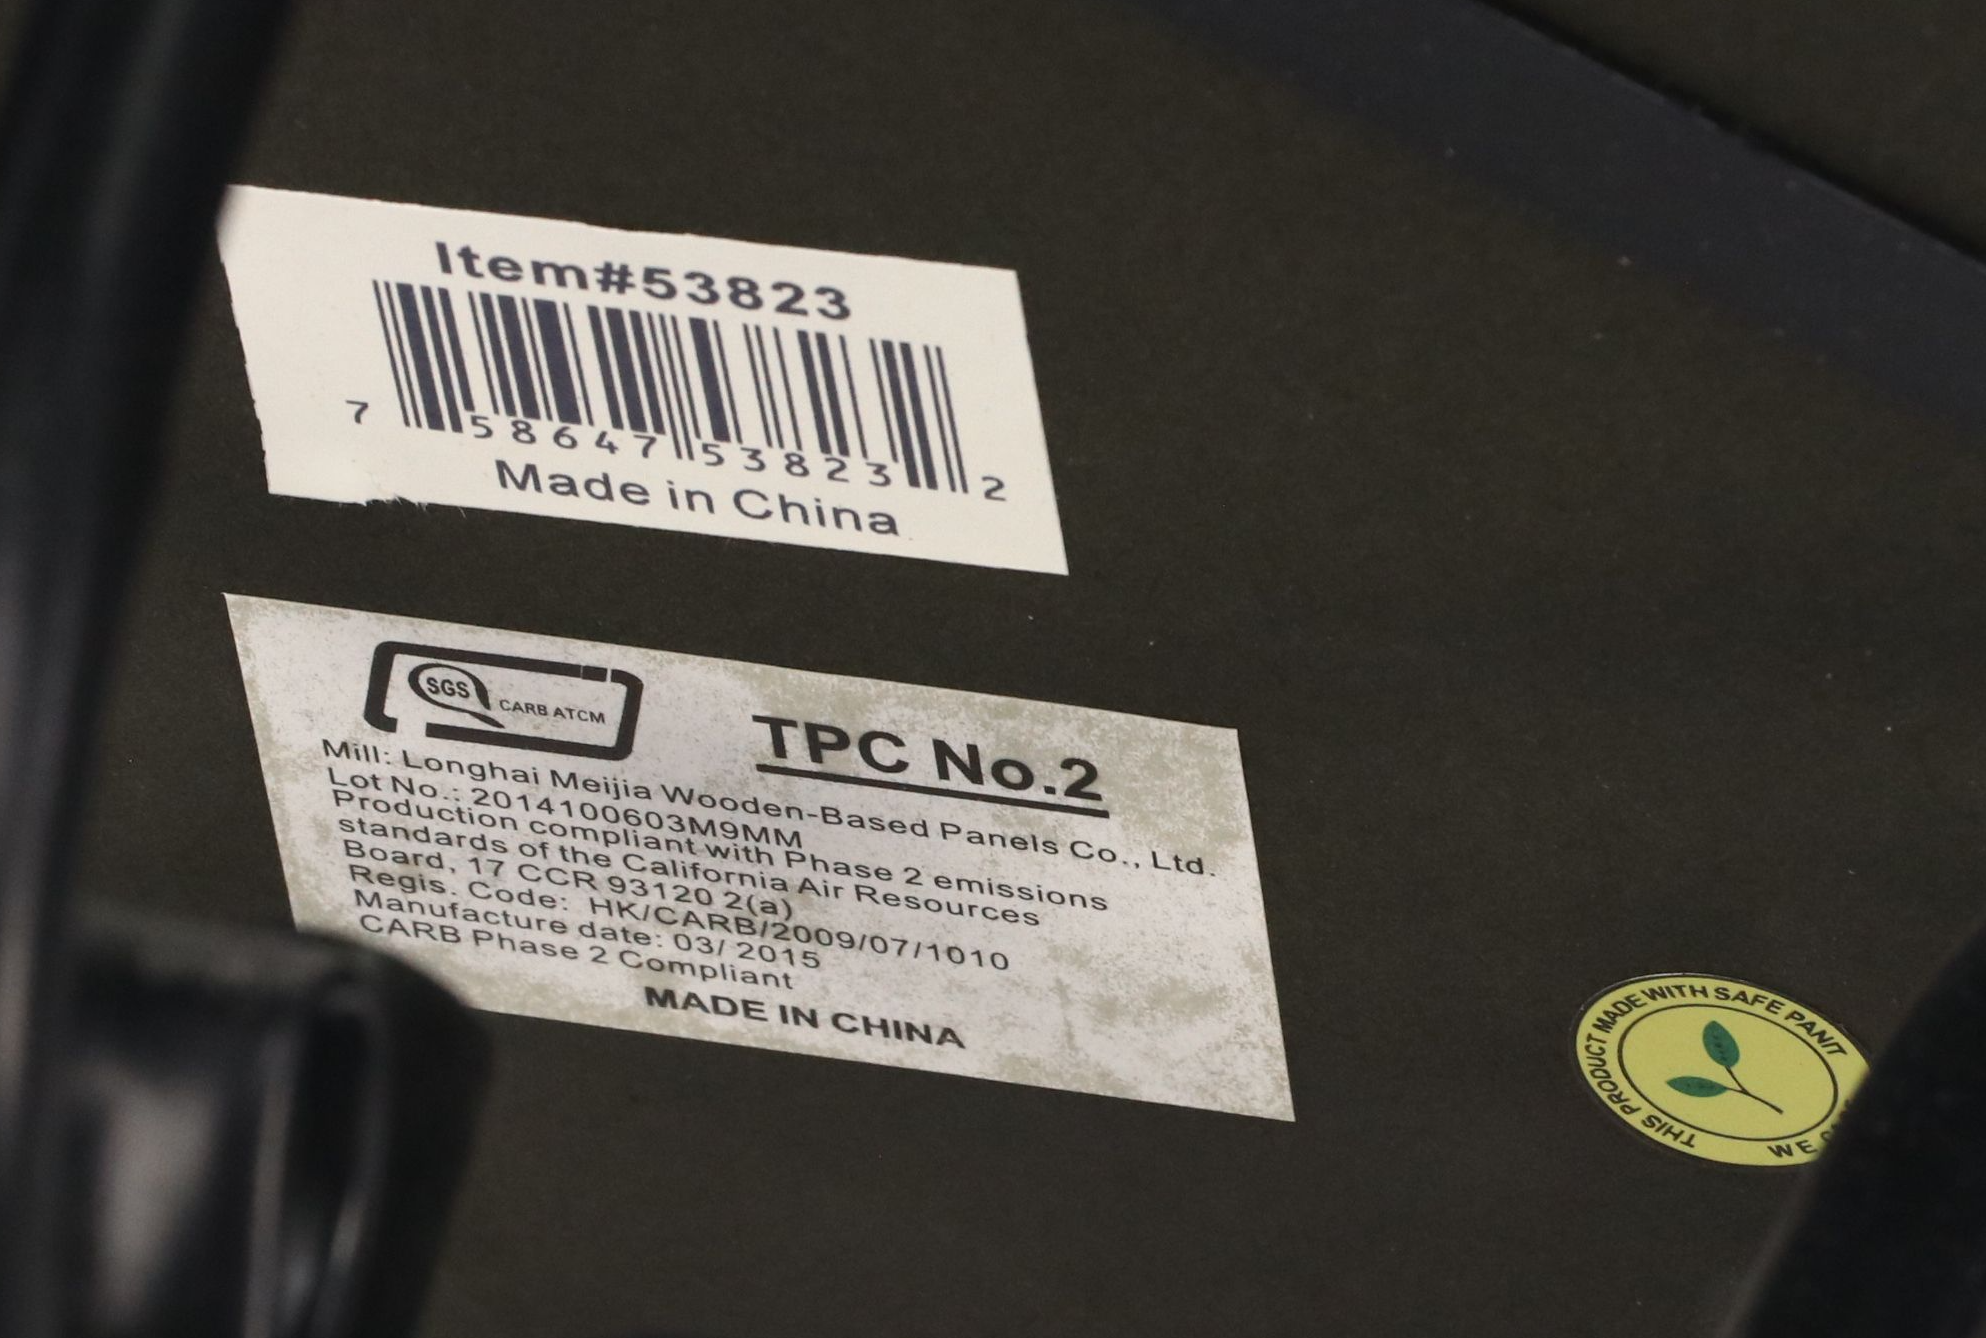 Item#53823
7 58647 53823 2
Made in China
SGS CARB ATCM
TPC No.2
Mill: Longhai Meijia Wooden-Based Panels Co., Ltd.
Lot No.: 2014100603M9MM
Production compliant with Phase 2 emissions
standards of the California Air Resources
Board, 17 CCR 93120 2(a)
Regis. Code: HK/CARB/2009/07/1010
Manufacture date: 03/ 2015
CARB Phase 2 Compliant
MADE IN CHINA
THIS PRODUCT MADE WITH SAFE PANIT
WE